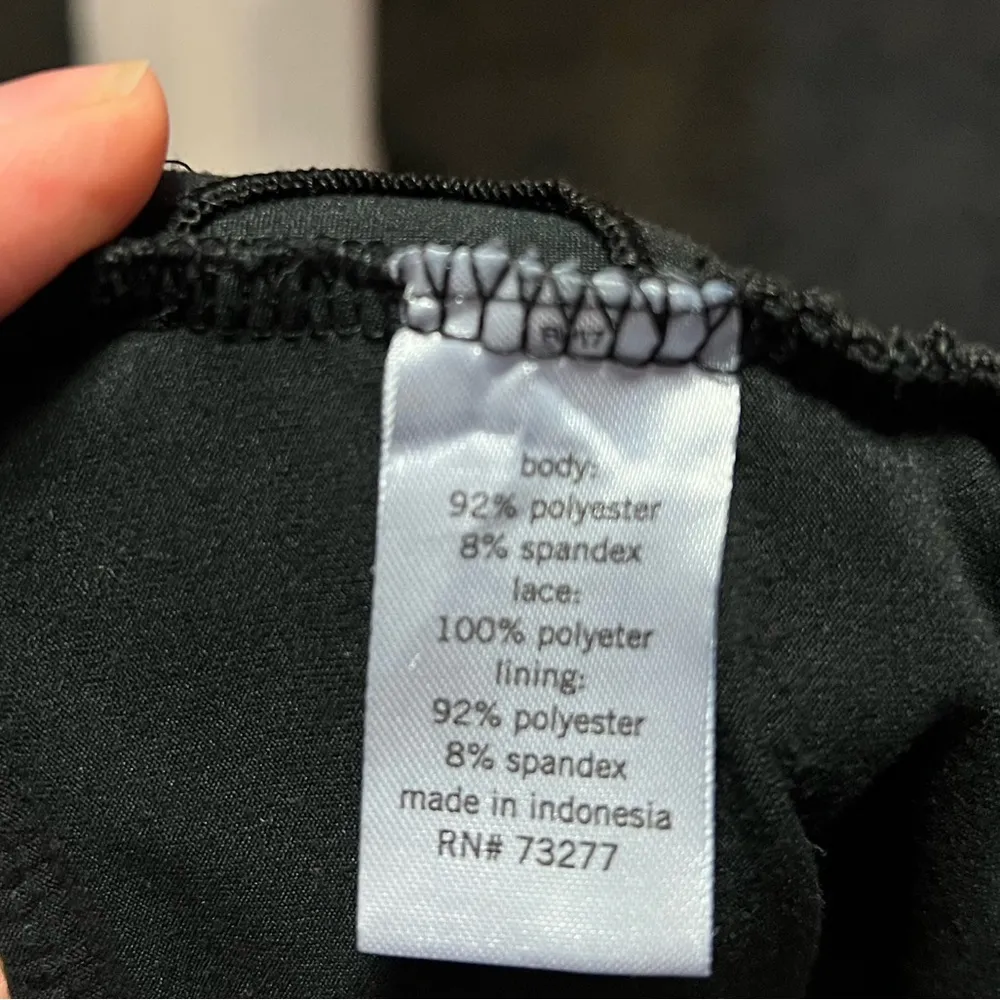 body:
92% polyester
8% spandex
lace:
100% polyeter
lining:
92% polyester
8% spandex
made in indonesia
RN# 73277